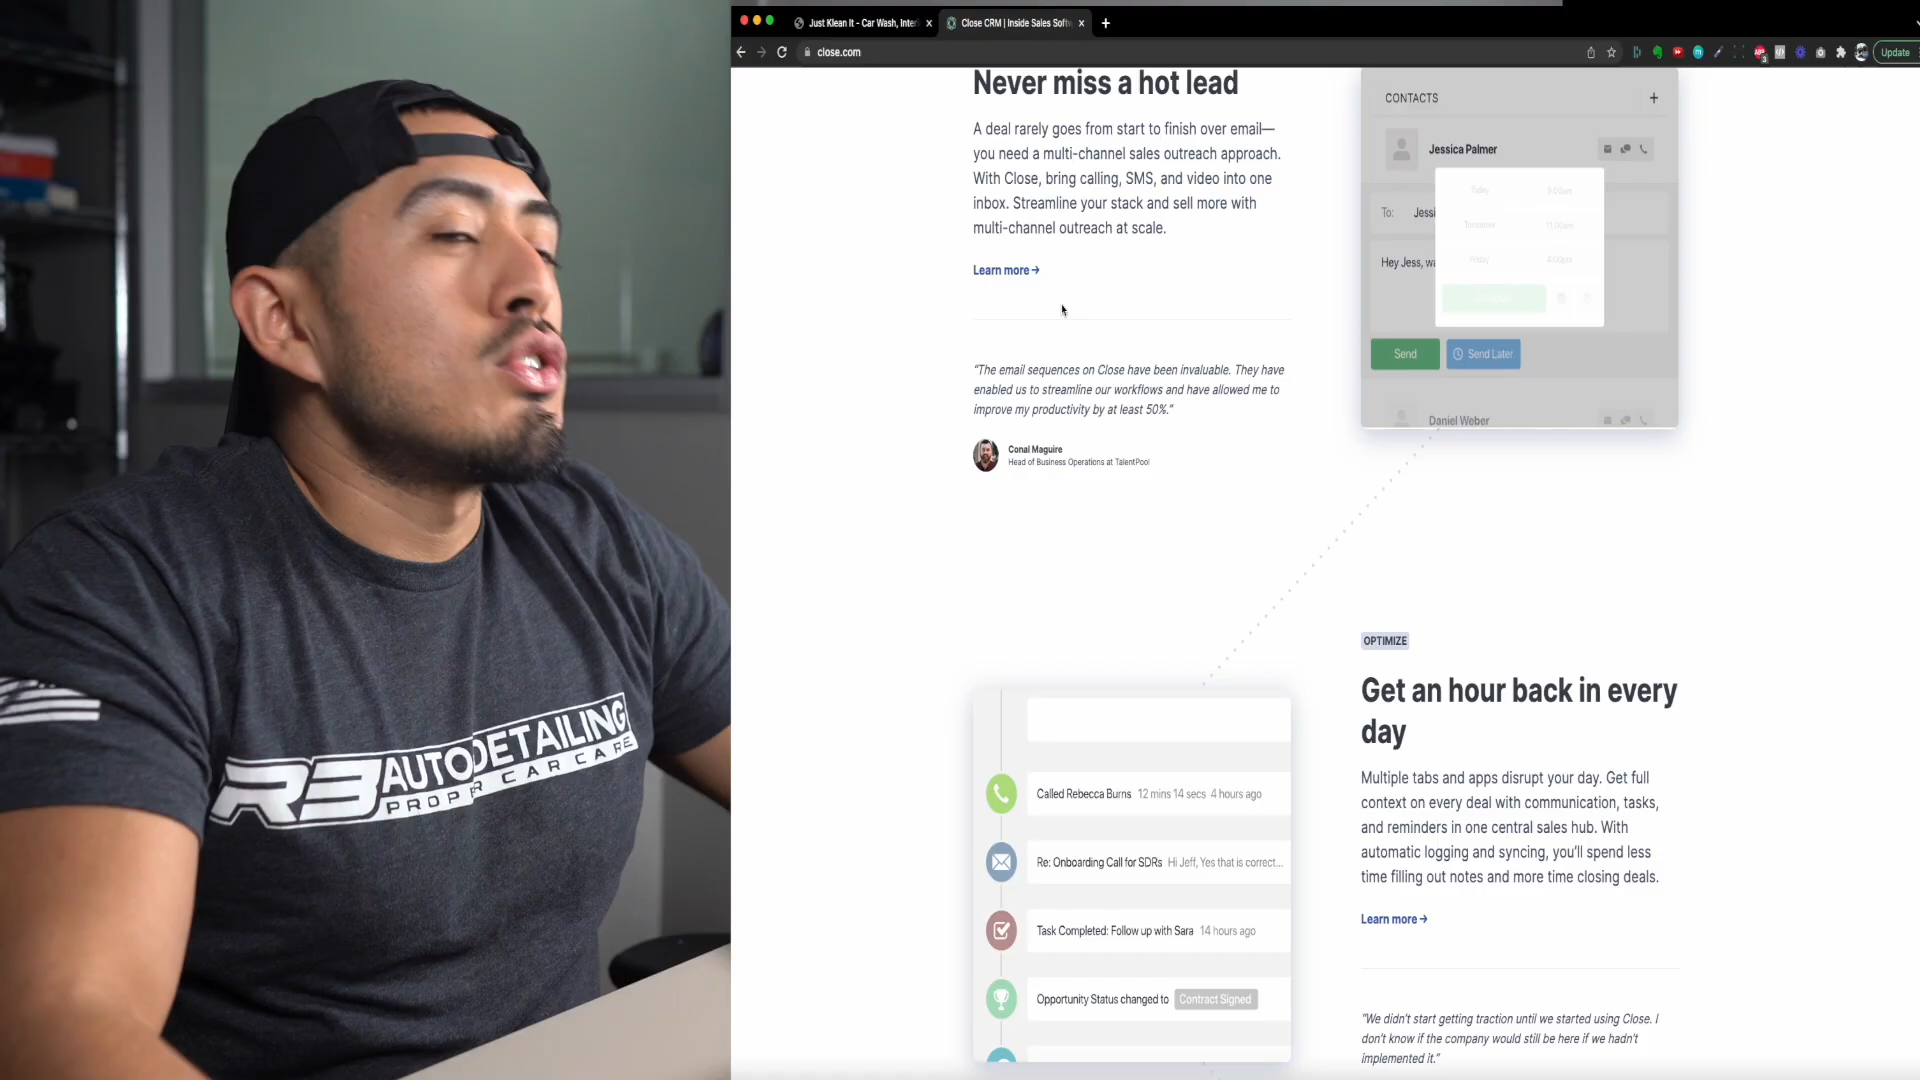 Just Klean It - Car Wash, Interi
Close CRM | Inside Sales Softw
close.com
Update
Never miss a hot lead
A deal rarely goes from start to finish over email—
you need a multi-channel sales outreach approach.
With Close, bring calling, SMS, and video into one
inbox. Streamline your stack and sell more with
multi-channel outreach at scale.
Learn more →
"The email sequences on Close have been invaluable. They have
enabled us to streamline our workflows and have allowed me to
improve my productivity by at least 50%."
Conal Maguire
Head of Business Operations at TalentPool
CONTACTS +
Jessica Palmer
To: Jessi
Hey Jess, wa
Today 9:00am
Tomorrow 11:00am
Friday 4:00pm
Send
Send Later
Daniel Weber
OPTIMIZE
Get an hour back in every
day
Multiple tabs and apps disrupt your day. Get full
context on every deal with communication, tasks,
and reminders in one central sales hub. With
automatic logging and syncing, you'll spend less
time filling out notes and more time closing deals.
Learn more →
"We didn't start getting traction until we started using Close. I
don't know if the company would still be here if we hadn't
implemented it."
Called Rebecca Burns 12 mins 14 secs 4 hours ago
Re: Onboarding Call for SDRs Hi Jeff, Yes that is correct...
Task Completed: Follow up with Sara 14 hours ago
Opportunity Status changed to Contract Signed
R3 AUTODETAILING
PROPER CAR CARE